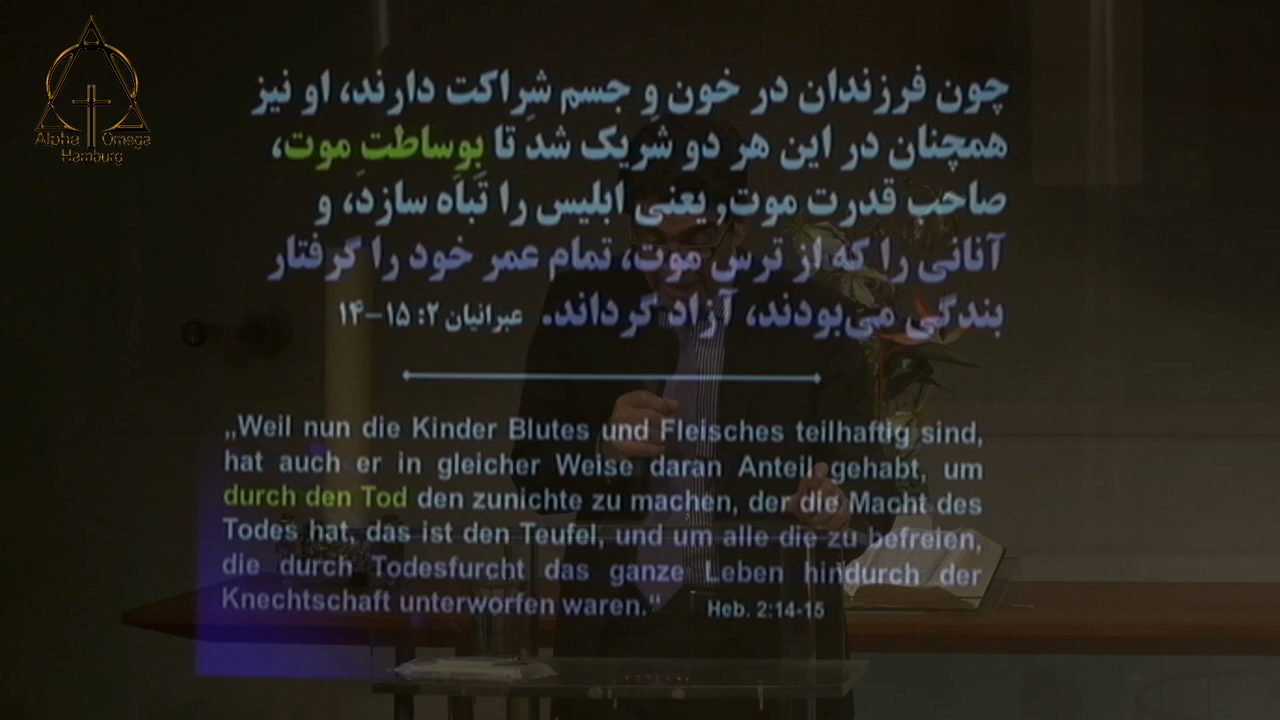 Alpha Omega
Hamburg
چون فرزندان در خون وِ جسم شِراکت دارند، او نیز
همچنان در این هر دو شریک شد تا بِوساطتِ موت،
صاحب قدرت موت, یعنی ابلیس را تَباَه سازد، و
آنانی را که از ترس موت، تمام عمر خود را گرفتار
بندگی می‌بودند، آزاد گرداند. عبرانیان ۲: ۱۵–۱۴
„Weil nun die Kinder Blutes und Fleisches teilhaftig sind,
hat auch er in gleicher Weise daran Anteil gehabt, um
durch den Tod den zunichte zu machen, der die Macht des
Todes hat, das ist den Teufel, und um alle die zu befreien,
die durch Todesfurcht das ganze Leben hindurch der
Knechtschaft unterworfen waren.“ Heb. 2:14-15